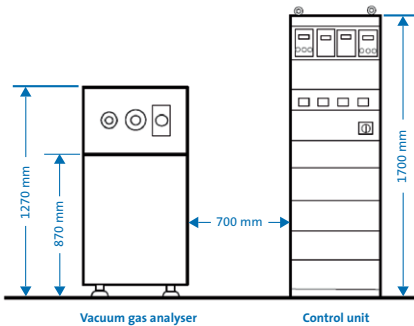 1270 mm
870 mm
700 mm
1700 mm
Vacuum gas analyser
Control unit